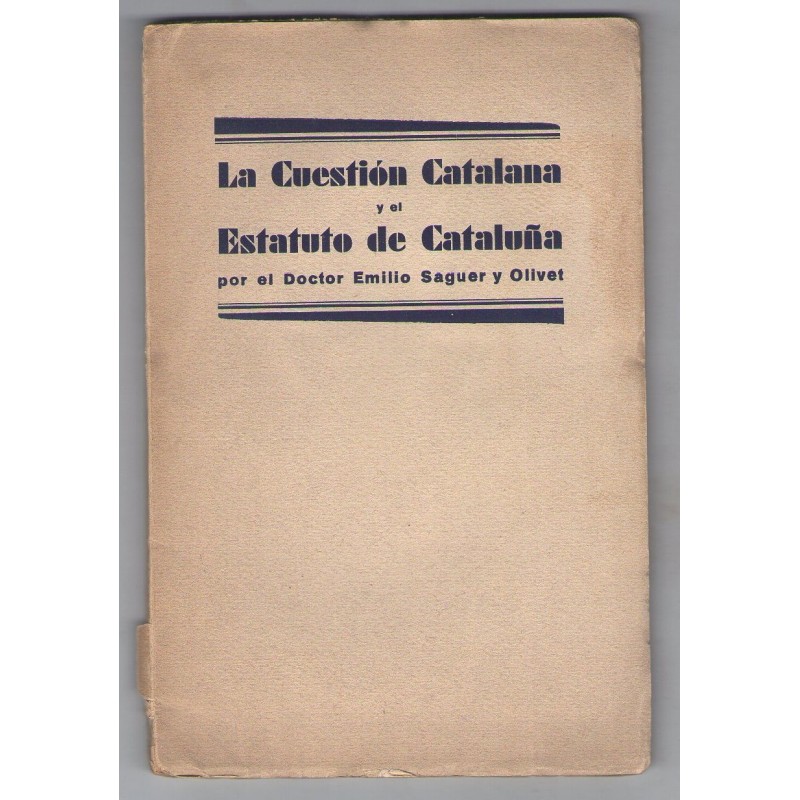 La Cuestión Catalana
y el
Estatuto de Cataluña
por el Doctor Emilio Saguer y Olivet